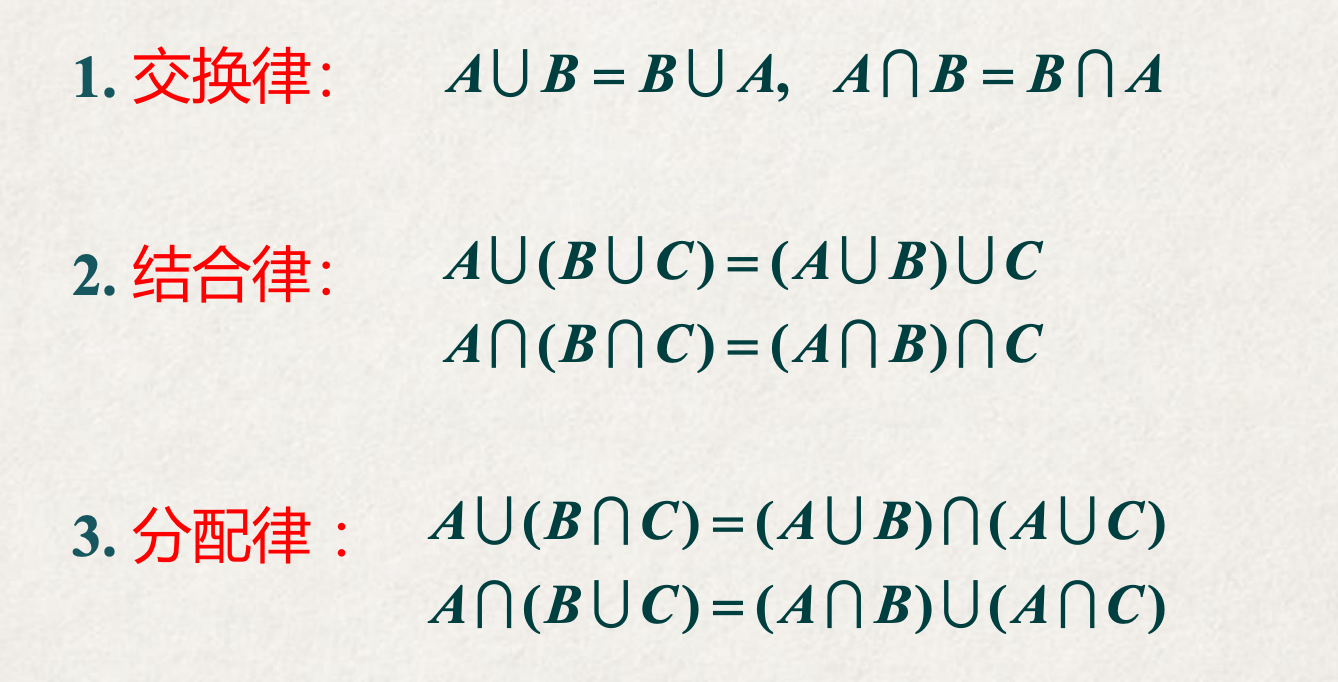 1. 交换律： A⋃B = B⋃A, A⋂B = B⋂A
2. 结合律： A⋃(B⋃C) = (A⋃B)⋃C
A⋂(B⋂C) = (A⋂B)⋂C
3. 分配律： A⋃(B⋂C) = (A⋃B)⋂(A⋃C)
A⋂(B⋃C) = (A⋂B)⋃(A⋂C)